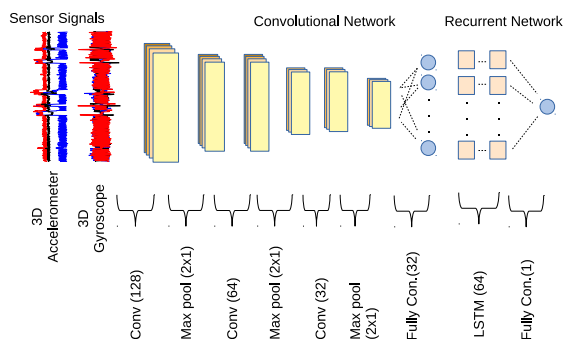 Sensor Signals
Convolutional Network
Recurrent Network
3D
Accelerometer
3D
Gyroscope
Conv (128)
Max pool (2x1)
Conv (64)
Max pool (2x1)
Conv (32)
Max pool
(2x1)
Fully Con.(32)
LSTM (64)
Fully Con.(1)